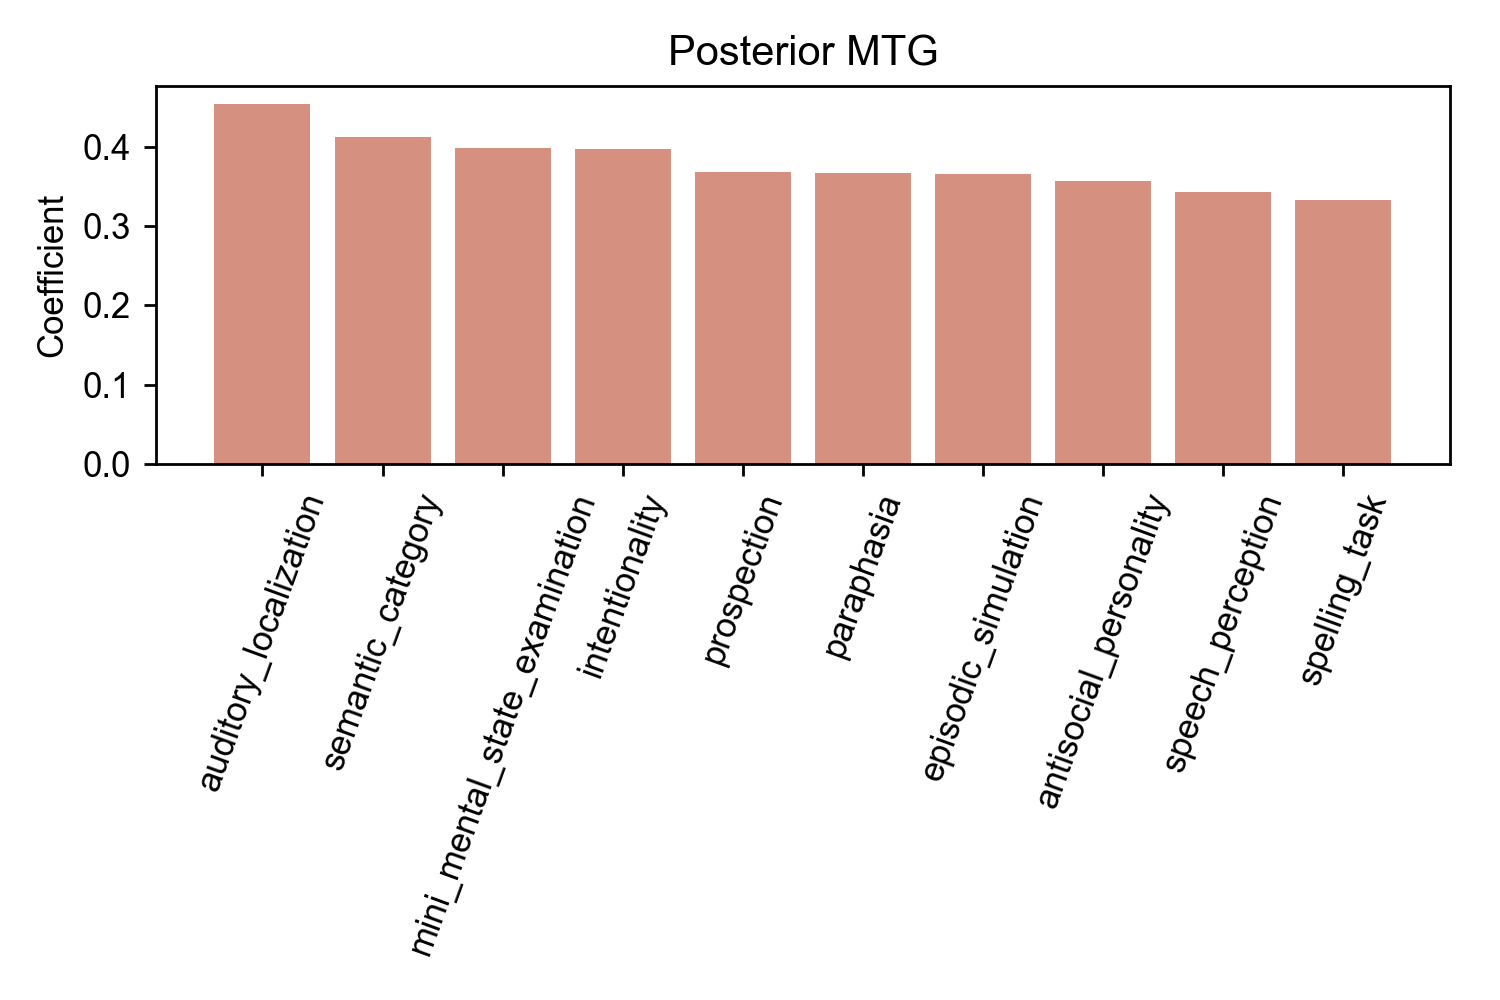 Posterior MTG
Coefficient
0.4
0.3
0.2
0.1
0.0
auditory_localization
semantic_category
mini_mental_state_examination
intentionality
prospection
paraphasia
episodic_simulation
antisocial_personality
speech_perception
spelling_task